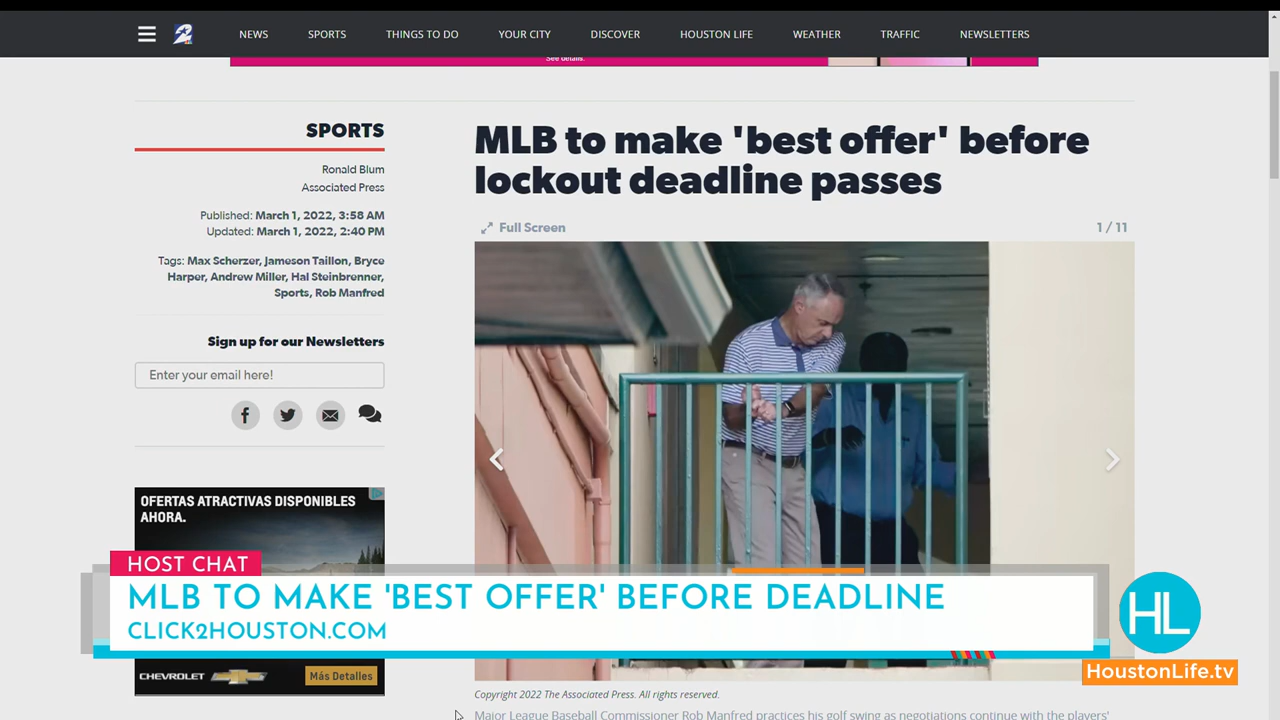 NEWS
SPORTS
THINGS TO DO
YOUR CITY
DISCOVER
HOUSTON LIFE
WEATHER
TRAFFIC
NEWSLETTERS
See details.
SPORTS
Ronald Blum
Associated Press
Published: March 1, 2022, 3:58 AM
Updated: March 1, 2022, 2:40 PM
Tags: Max Scherzer, Jameson Taillon, Bryce
Harper, Andrew Miller, Hal Steinbrenner,
Sports, Rob Manfred
Sign up for our Newsletters
Enter your email here!
OFERTAS ATRACTIVAS DISPONIBLES
AHORA.
CHEVROLET
Más Detalles
MLB to make 'best offer' before
lockout deadline passes
Full Screen
1 / 11
Copyright 2022 The Associated Press. All rights reserved.
Major League Baseball Commissioner Rob Manfred practices his golf swing as negotiations continue with the players'
HOST CHAT
MLB TO MAKE 'BEST OFFER' BEFORE DEADLINE
CLICK2HOUSTON.COM
HL
HoustonLife.tv